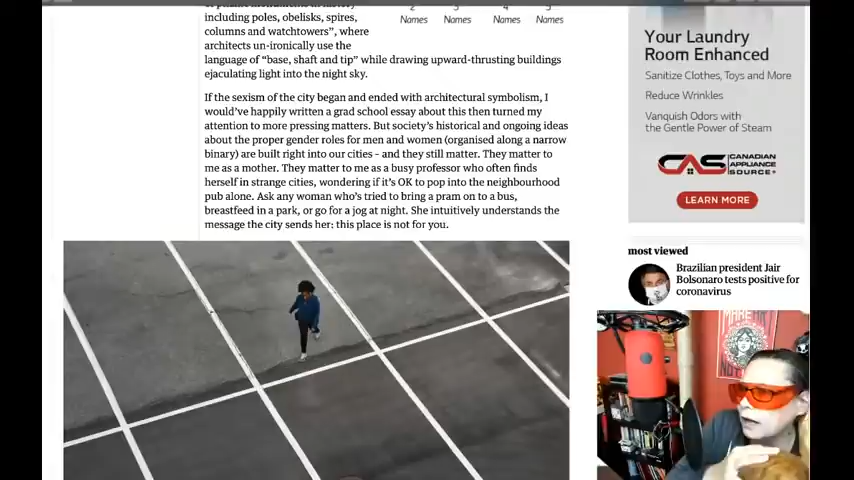 including poles, obelisks, spires,
columns and watchtowers”, where
architects un-ironically use the
language of “base, shaft and tip” while drawing upward-thrusting buildings
ejaculating light into the night sky.
Names
Names
Names
Names
If the sexism of the city began and ended with architectural symbolism, I
would’ve happily written a grad school essay about this then turned my
attention to more pressing matters. But society’s historical and ongoing ideas
about the proper gender roles for men and women (organised along a narrow
binary) are built right into our cities – and they still matter. They matter to
me as a mother. They matter to me as a busy professor who often finds
herself in strange cities, wondering if it’s OK to pop into the neighbourhood
pub alone. Ask any woman who’s tried to bring a pram on to a bus,
breastfeed in a park, or go for a jog at night. She intuitively understands the
message the city sends her: this place is not for you.
Your Laundry
Room Enhanced
Sanitize Clothes, Toys and More
Reduce Wrinkles
Vanquish Odors with
the Gentle Power of Steam
CAS
CANADIAN
APPLIANCE
SOURCE
LEARN MORE
most viewed
Brazilian president Jair
Bolsonaro tests positive for
coronavirus